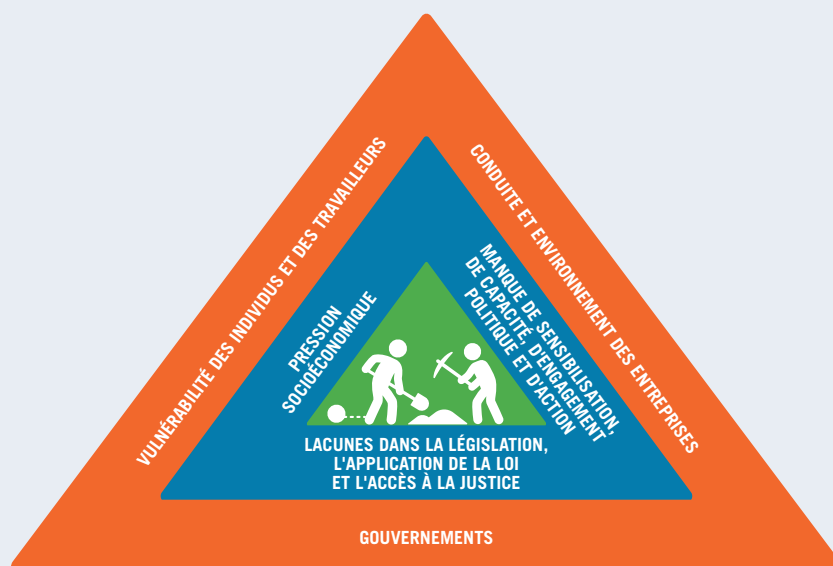 VULNÉRABILITÉ DES INDIVIDUS ET DES TRAVAILLEURS
CONDUITE ET ENVIRONNEMENT DES ENTREPRISES
PRESSION
SOCIOÉCONOMIQUE
MANQUE DE SENSIBILISATION,
DE CAPACITÉ, D'ENGAGEMENT
POLITIQUE ET D'ACTION
LACUNES DANS LA LÉGISLATION,
L'APPLICATION DE LA LOI
ET L'ACCÈS À LA JUSTICE
GOUVERNEMENTS